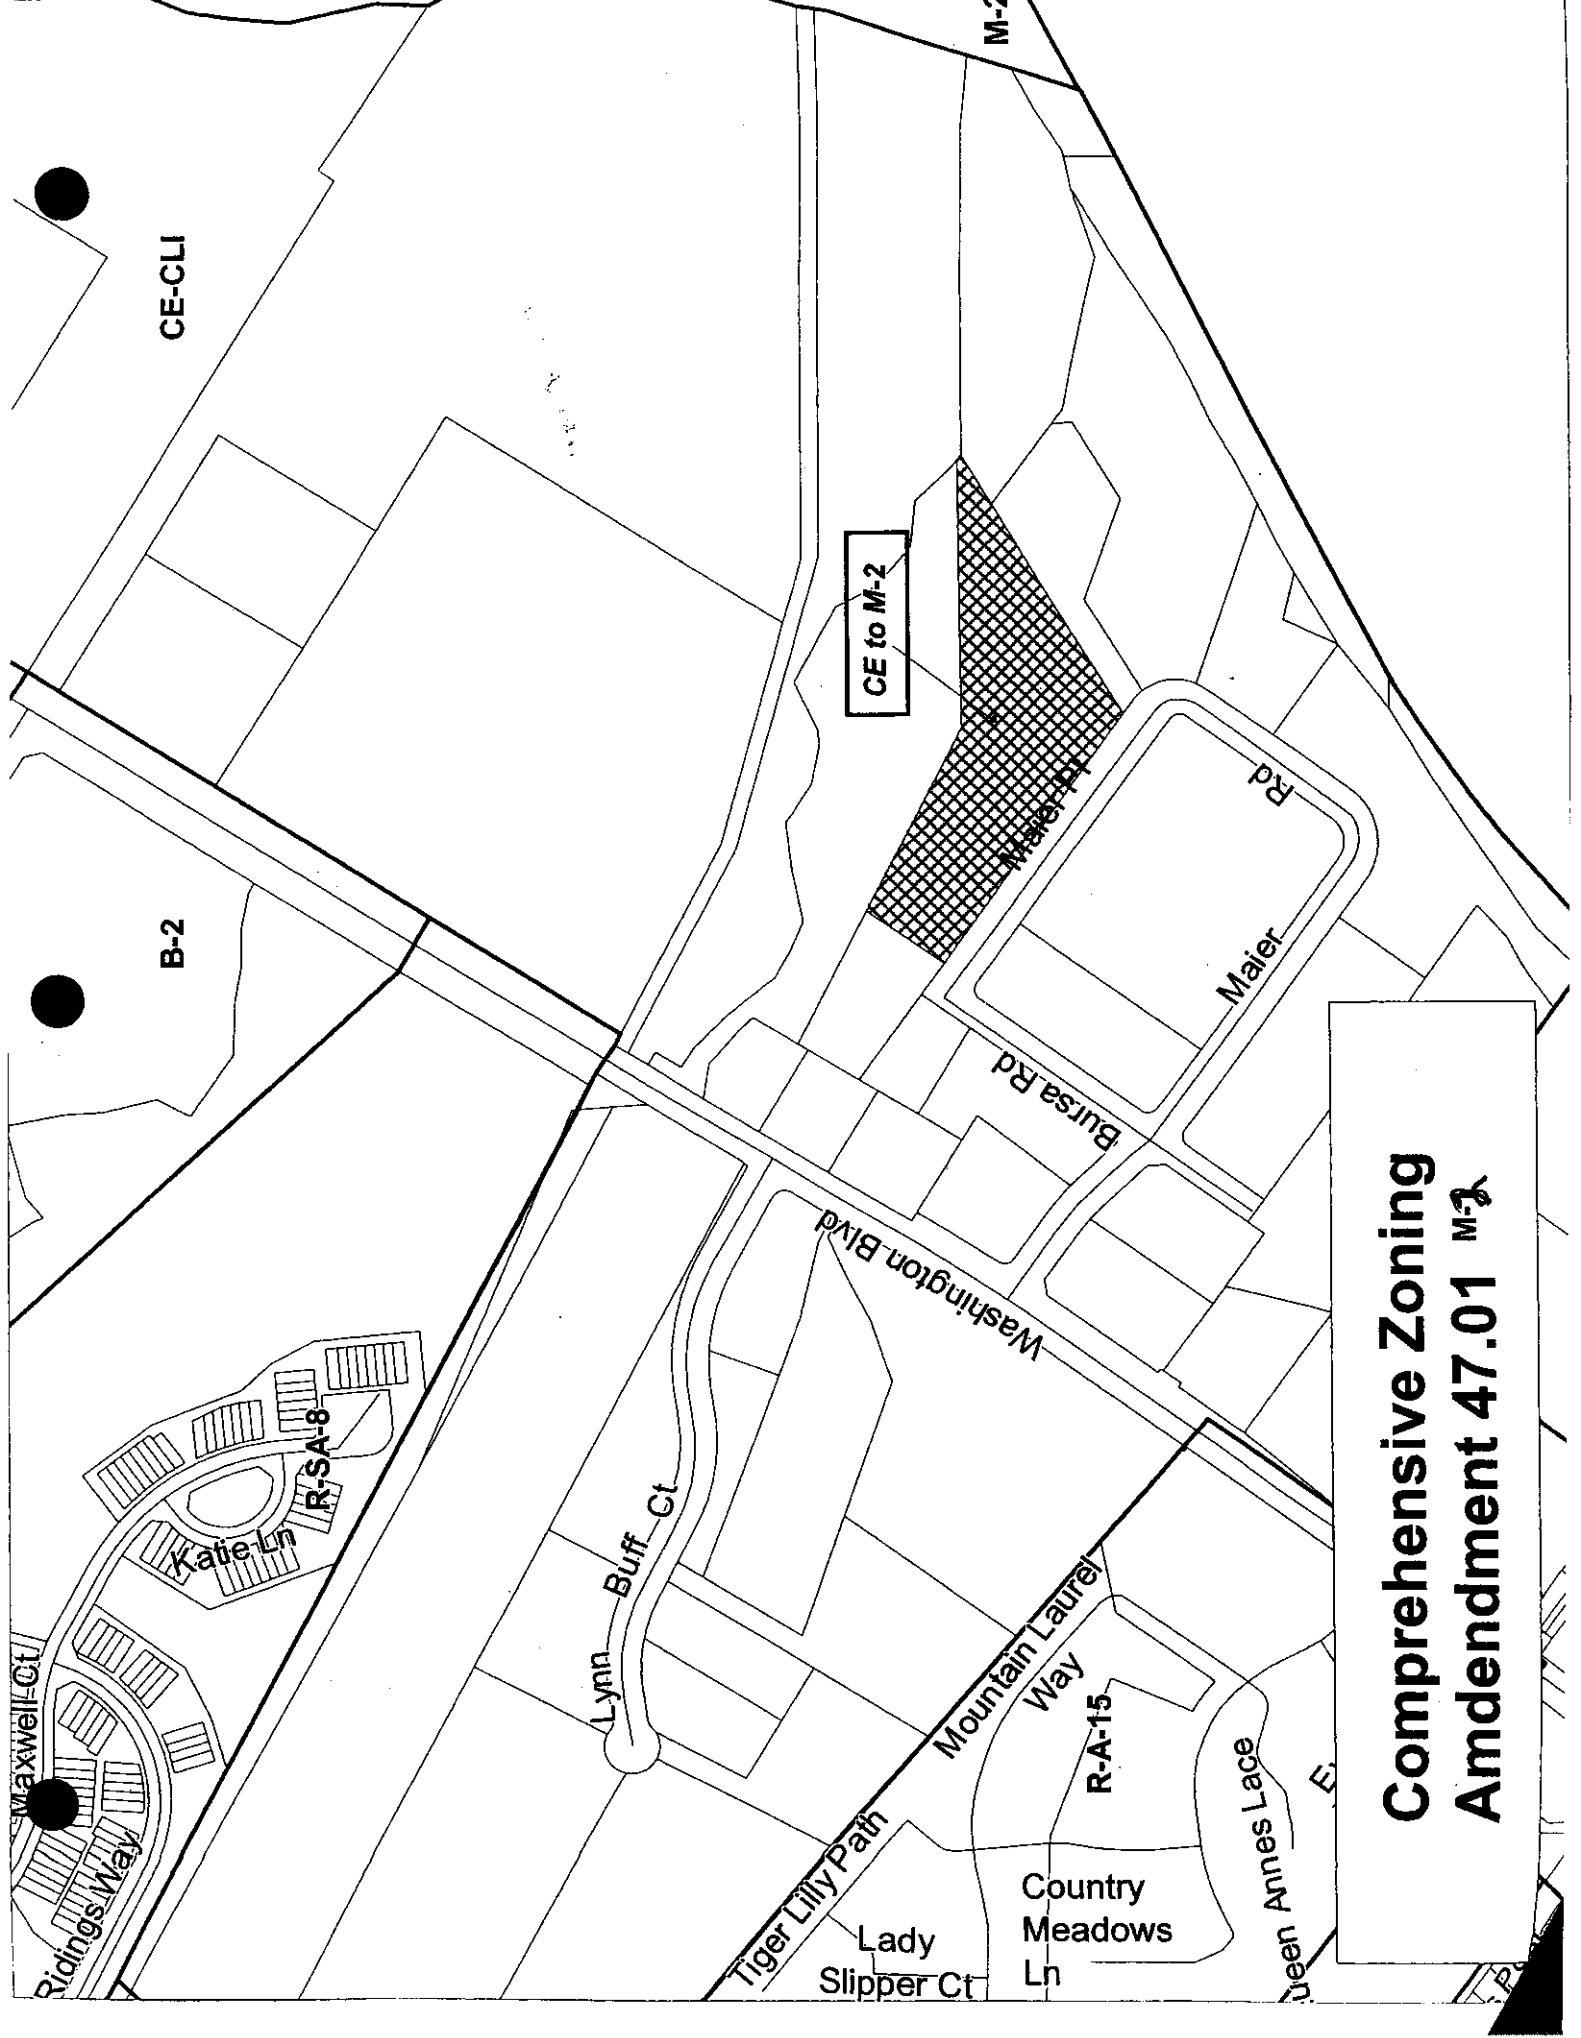 M-2
CE-CLI
B-2
CE to M-2
Maier Pl
Rd
Maier
Bursa Rd
Washington Blvd
R-SA-8
Katie Ln
Maxwell Ct
Ridings Way
Lynn Buff Ct
Mountain Laurel
Way
R-A-15
Tiger Lilly Path
Lady
Slipper Ct
Country
Meadows
Ln
Annes Lace
Comprehensive Zoning
Amdendment 47.01